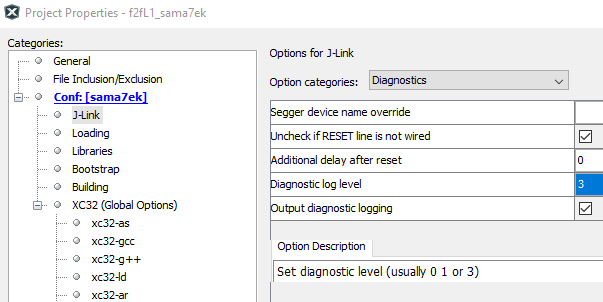 Project Properties - f2fL1_sama7ek
Categories:
General
File Inclusion/Exclusion
Conf: [sama7ek]
J-Link
Loading
Libraries
Bootstrap
Building
XC32 (Global Options)
xc32-as
xc32-gcc
xc32-g++
xc32-ld
xc32-ar
Options for J-Link
Option categories: Diagnostics
Segger device name override
Uncheck if RESET line is not wired
Additional delay after reset 0
Diagnostic log level 3
Output diagnostic logging
Option Description
Set diagnostic level (usually 0 1 or 3)